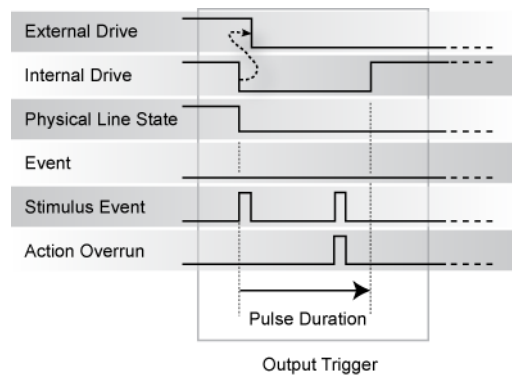 External Drive
Internal Drive
Physical Line State
Event
Stimulus Event
Action Overrun
Pulse Duration
Output Trigger